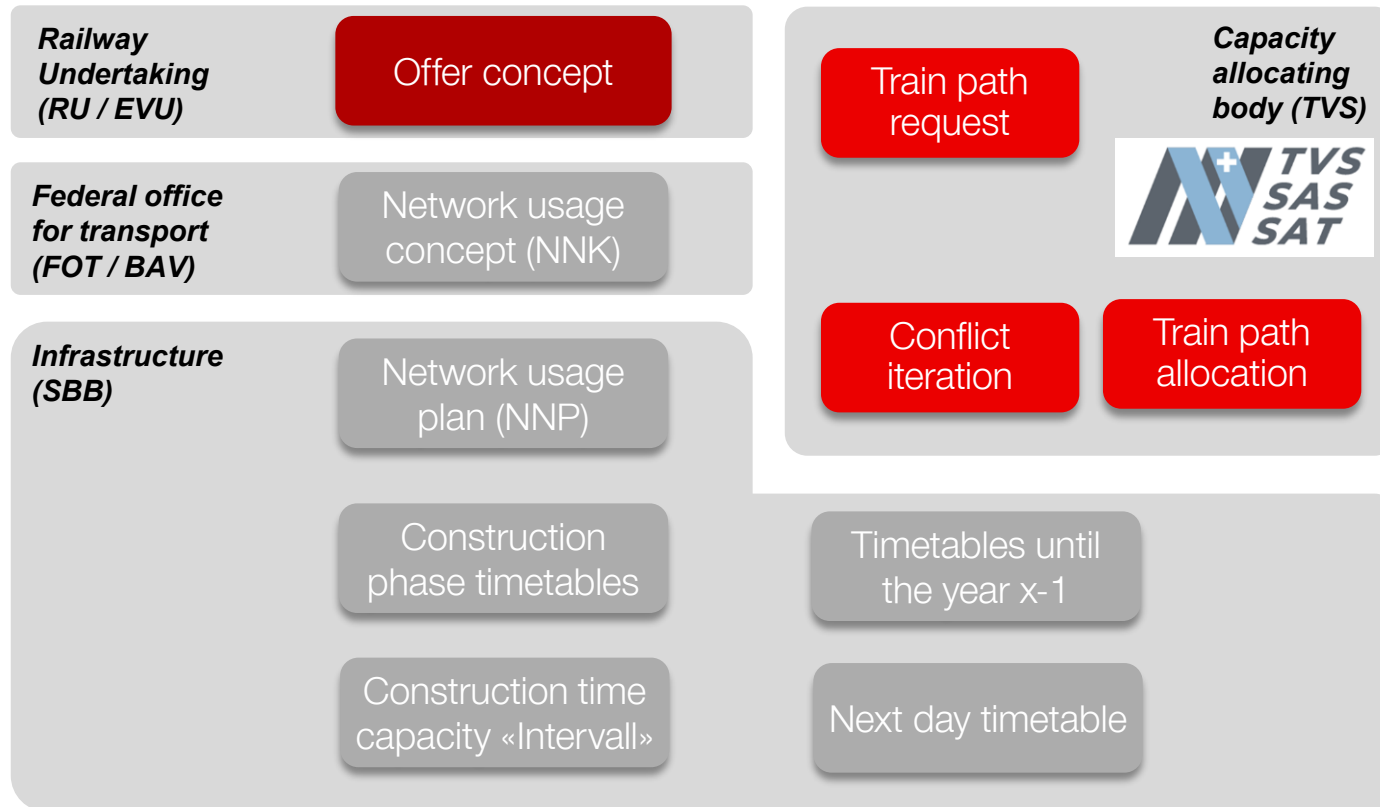 Railway
Undertaking
(RU / EVU)
Offer concept
Federal office
for transport
(FOT / BAV)
Network usage
concept (NNK)
Infrastructure
(SBB)
Network usage
plan (NNP)
Construction
phase timetables
Construction time
capacity «Intervall»
Train path
request
Capacity
allocating
body (TVS)
TVS
SAS
SAT
Conflict
iteration
Train path
allocation
Timetables until
the year x-1
Next day timetable